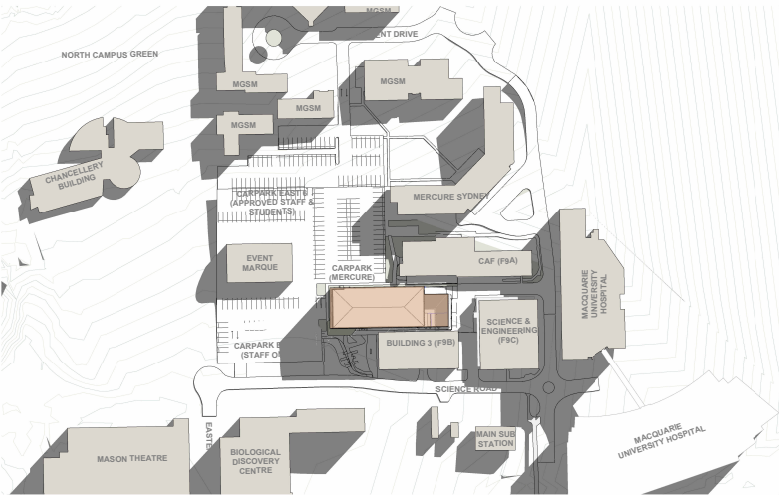 MGSM
ENT DRIVE
NORTH CAMPUS GREEN
MGSM
MGSM
MGSM
MGSM
CHANCELLERY
BUILDING
CARPARK EAST 6
(APPROVED STAFF &
STUDENTS)
MERCURE SYDNEY
EVENT
MARQUE
CARPARK
(MERCURE)
CAF (F9A)
MACQUARIE
UNIVERSITY
HOSPITAL
SCIENCE &
ENGINEERING
(F9C)
BUILDING 3 (F9B)
CARPARK E
(STAFF O
SCIENCE ROAD
EASTE
MASON THEATRE
BIOLOGICAL
DISCOVERY
CENTRE
MAIN SUB
STATION
MACQUARIE
UNIVERSITY HOSPITAL